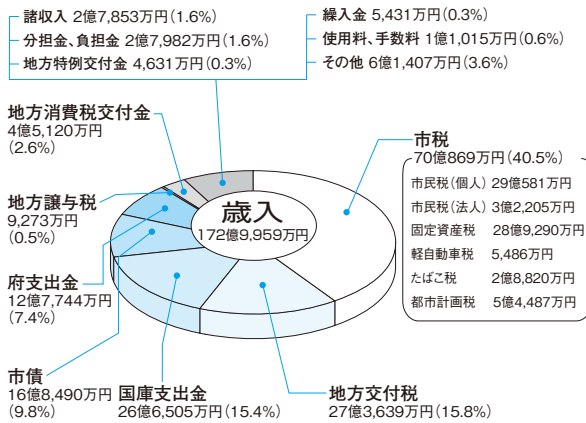 諸収入 2億7,853万円(1.6%)
分担金、負担金 2億7,982万円(1.6%)
地方特例交付金 4,631万円(0.3%)
繰入金 5,431万円(0.3%)
使用料、手数料 1億1,015万円(0.6%)
その他 6億1,407万円(3.6%)
地方消費税交付金
4億5,120万円
(2.6%)
地方譲与税
9,273万円
(0.5%)
府支出金
12億7,744万円
(7.4%)
市債
16億8,490万円
(9.8%)
国庫支出金
26億6,505万円(15.4%)
地方交付税
27億3,639万円(15.8%)
歳入
172億9,959万円
市税
70億869万円(40.5%)
市民税(個人) 29億581万円
市民税(法人) 3億2,205万円
固定資産税 28億9,290万円
軽自動車税 5,486万円
たばこ税 2億8,820万円
都市計画税 5億4,487万円